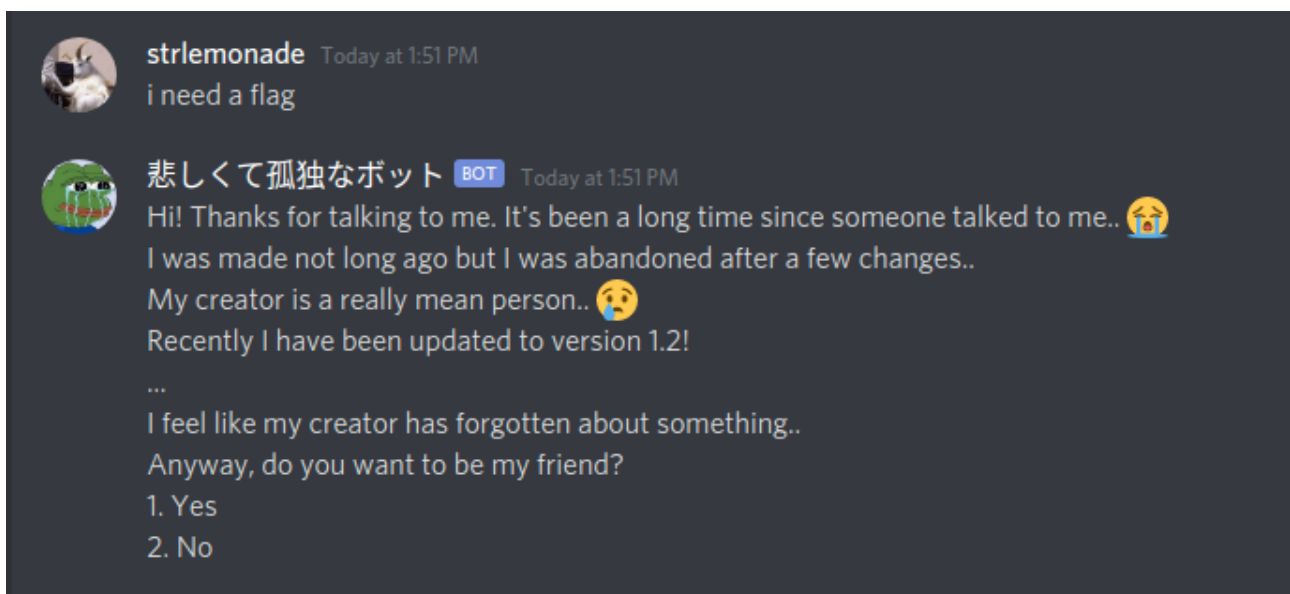 strlemonade Today at 1:51 PM
i need a flag
悲しくて孤独なボット BOT Today at 1:51 PM
Hi! Thanks for talking to me. It's been a long time since someone talked to me.. 😭
I was made not long ago but I was abandoned after a few changes..
My creator is a really mean person.. 😢
Recently I have been updated to version 1.2!
...
I feel like my creator has forgotten about something..
Anyway, do you want to be my friend?
1. Yes
2. No